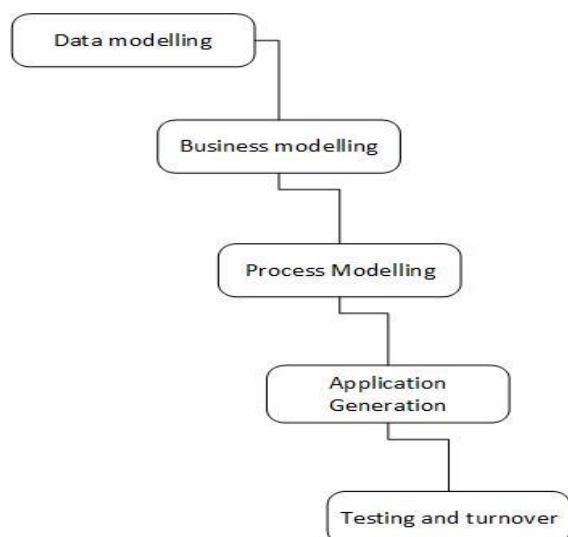 Data modelling
Business modelling
Process Modelling
Application
Generation
Testing and turnover